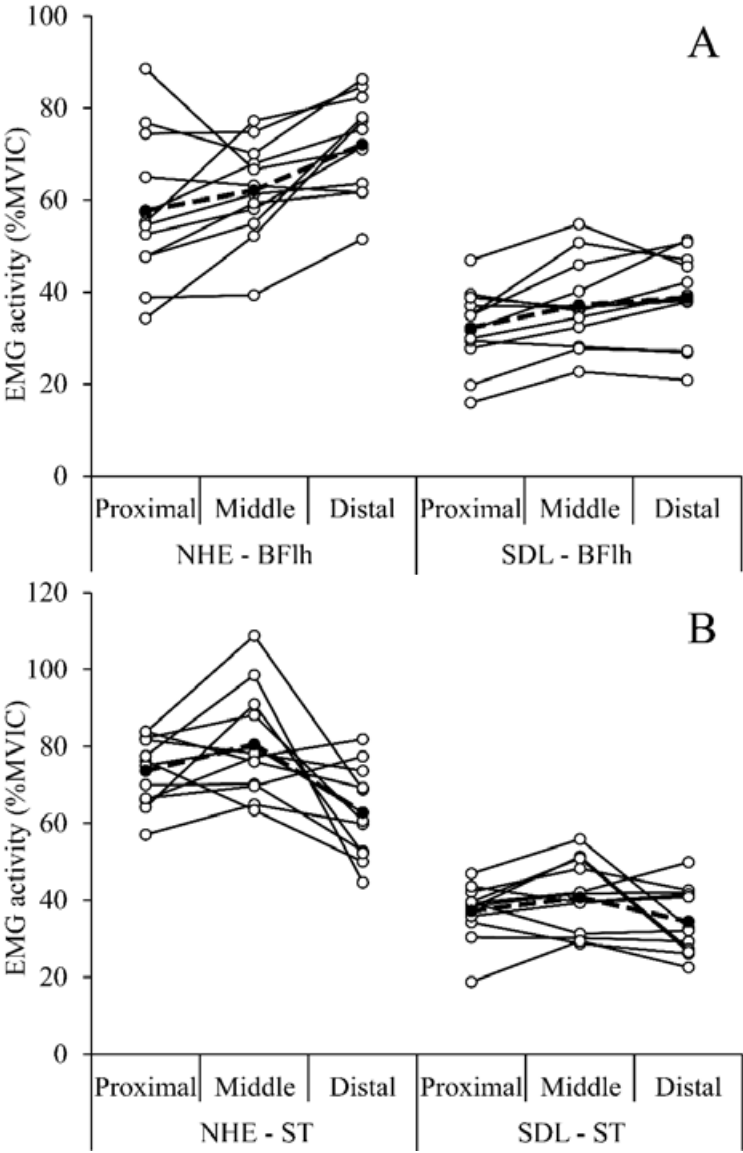 A
EMG activity (%MVIC)
100
80
60
40
20
0
Proximal Middle Distal Proximal Middle Distal
NHE - BFlh SDL - BFlh
B
EMG activity (%MVIC)
120
100
80
60
40
20
0
Proximal Middle Distal Proximal Middle Distal
NHE - ST SDL - ST